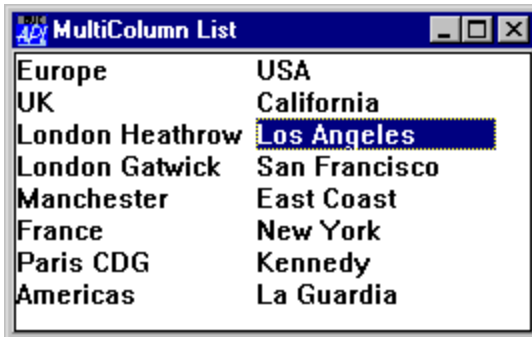 MultiColumn List
Europe
UK
London Heathrow
London Gatwick
Manchester
France
Paris CDG
Americas
USA
California
Los Angeles
San Francisco
East Coast
New York
Kennedy
La Guardia